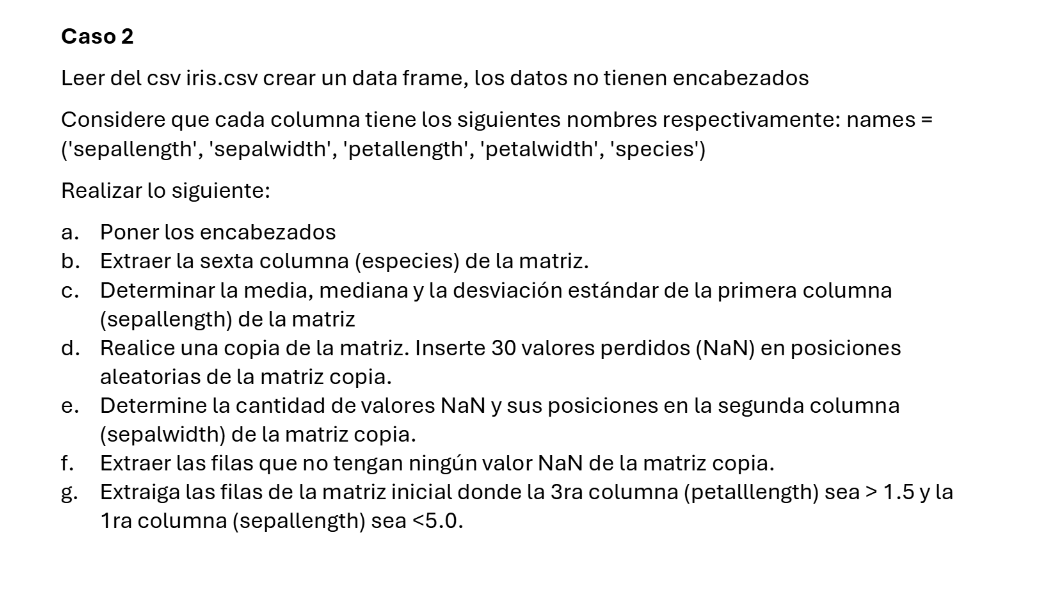 Caso 2
Leer del csv iris.csv crear un data frame, los datos no tienen encabezados
Considere que cada columna tiene los siguientes nombres respectivamente: names =
('sepallength', 'sepalwidth', 'petallength', 'petalwidth', 'species')
Realizar lo siguiente:
a. Poner los encabezados
b. Extraer la sexta columna (especies) de la matriz.
c. Determinar la media, mediana y la desviación estándar de la primera columna
(sepallength) de la matriz
d. Realice una copia de la matriz. Inserte 30 valores perdidos (NaN) en posiciones
aleatorias de la matriz copia.
e. Determine la cantidad de valores NaN y sus posiciones en la segunda columna
(sepalwidth) de la matriz copia.
f. Extraer las filas que no tengan ningún valor NaN de la matriz copia.
g. Extraiga las filas de la matriz inicial donde la 3ra columna (petalllength) sea > 1.5 y la
1ra columna (sepallength) sea <5.0.